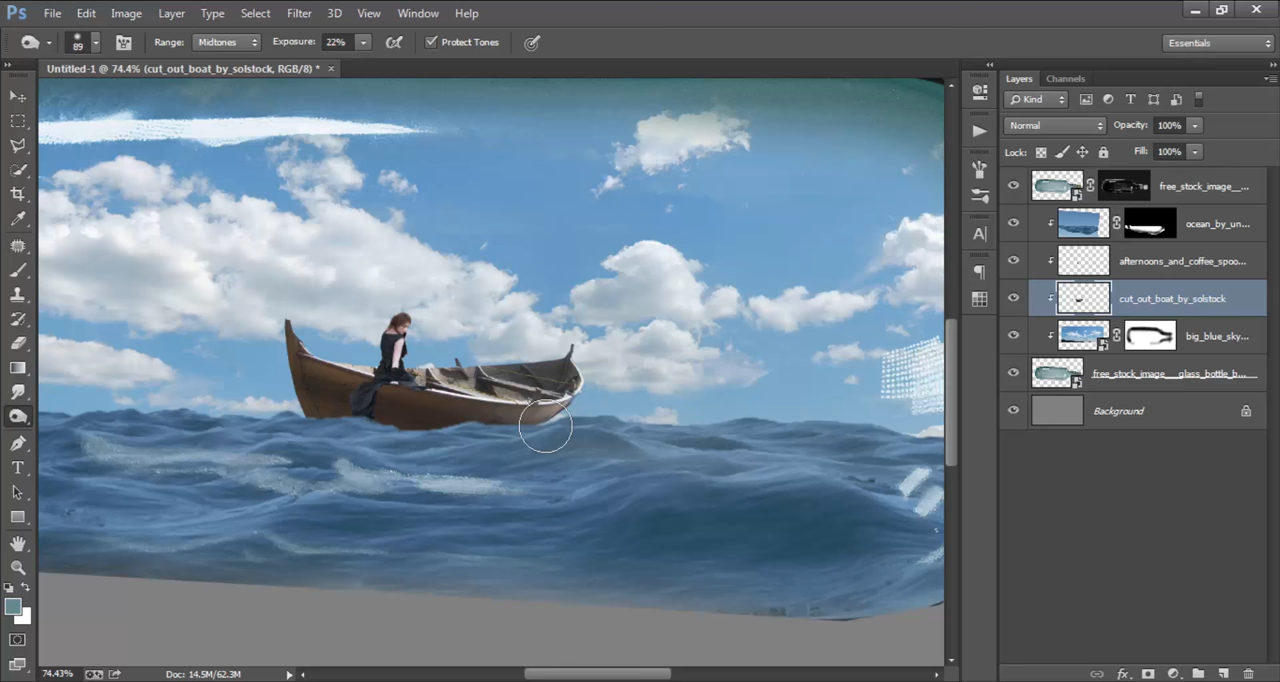 Ps File Edit Image Layer Type Select Filter 3D View Window Help
89 Range: Midtones Exposure: 22% Protect Tones Essentials
Untitled-1 @ 74.4% (cut_out_boat_by_solstock, RGB/8) * ×
Layers Channels
Kind
Normal Opacity: 100%
Lock: Fill: 100%
free_stock_image__...
ocean_by_un...
afternoons_and_coffee_spoo...
cut_out_boat_by_solstock
big_blue_sky...
free_stock_image___glass_bottle_b...
Background
74.43% Doc: 14.5M/62.3M